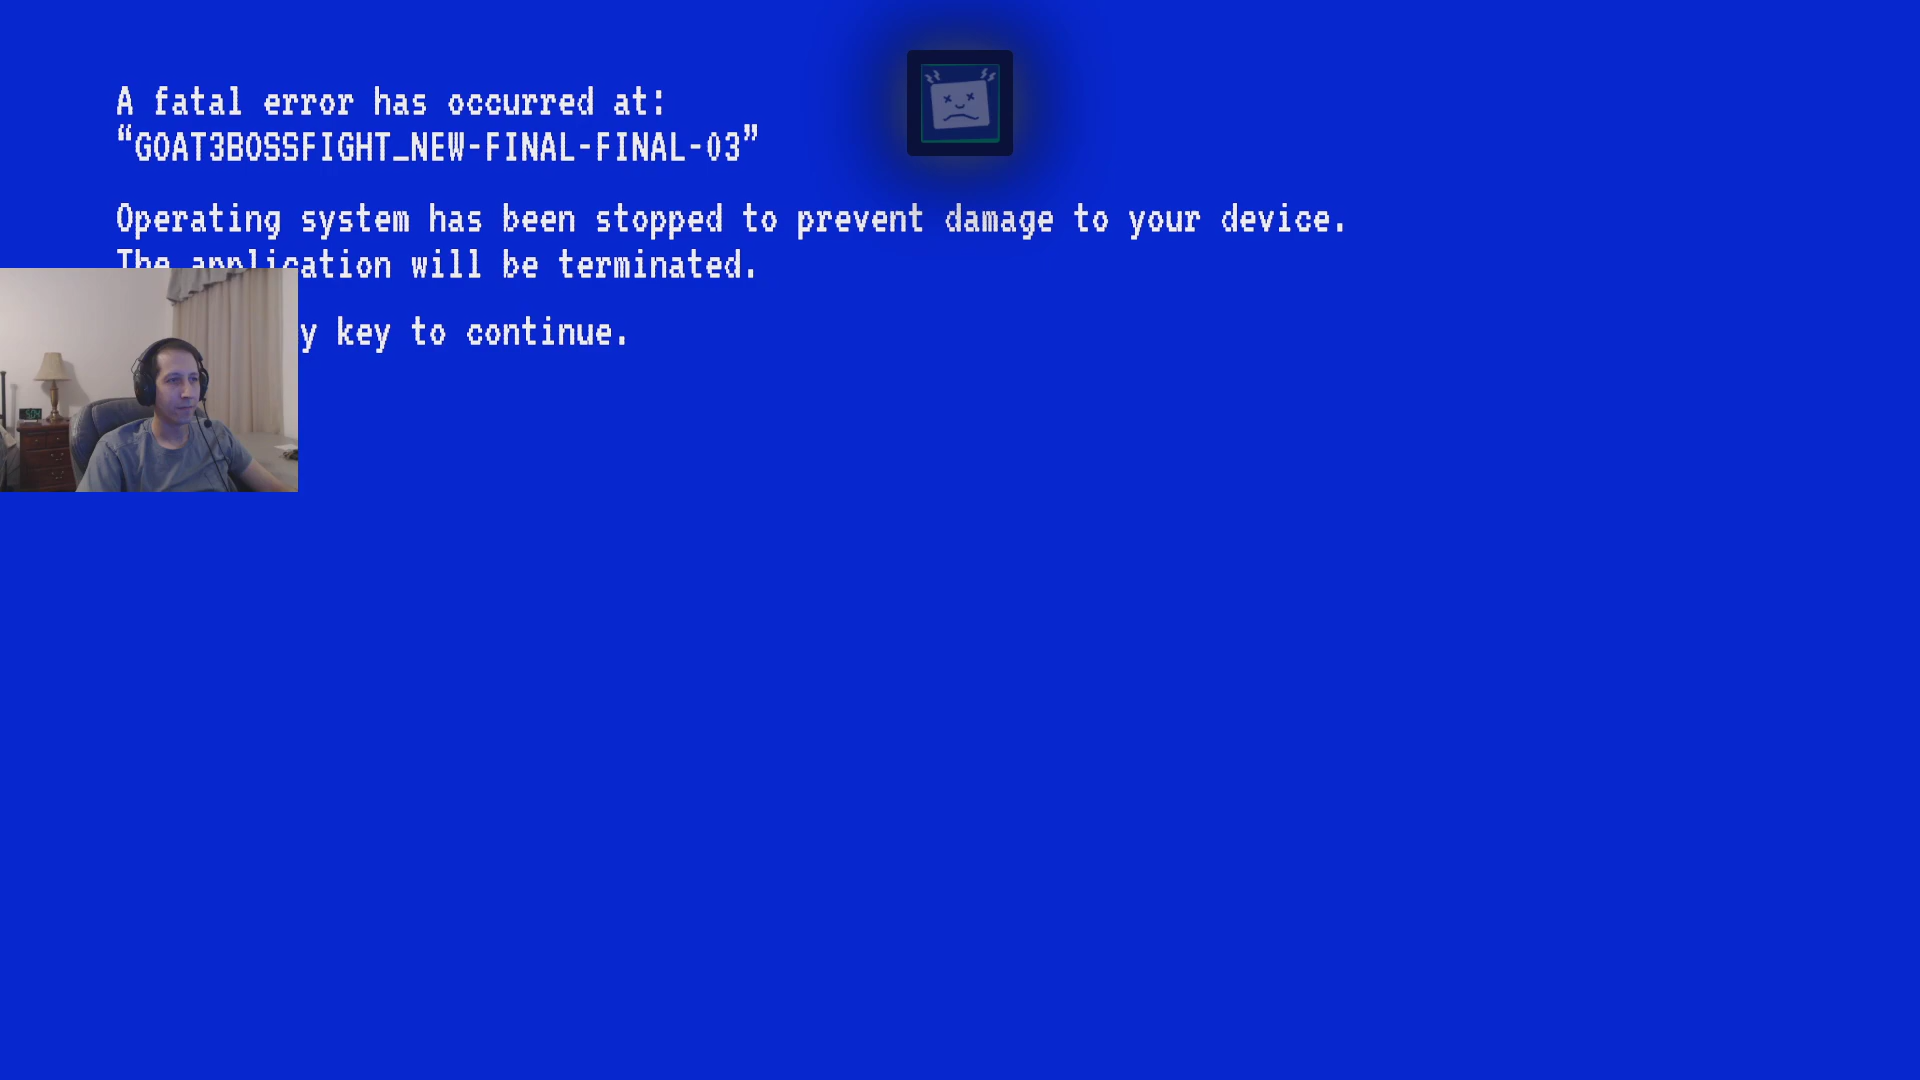 A fatal error has occurred at:
“GOAT3BOSSFIGHT_NEW-FINAL-FINAL-03”
Operating system has been stopped to prevent damage to your device.
The application will be terminated.
y key to continue.